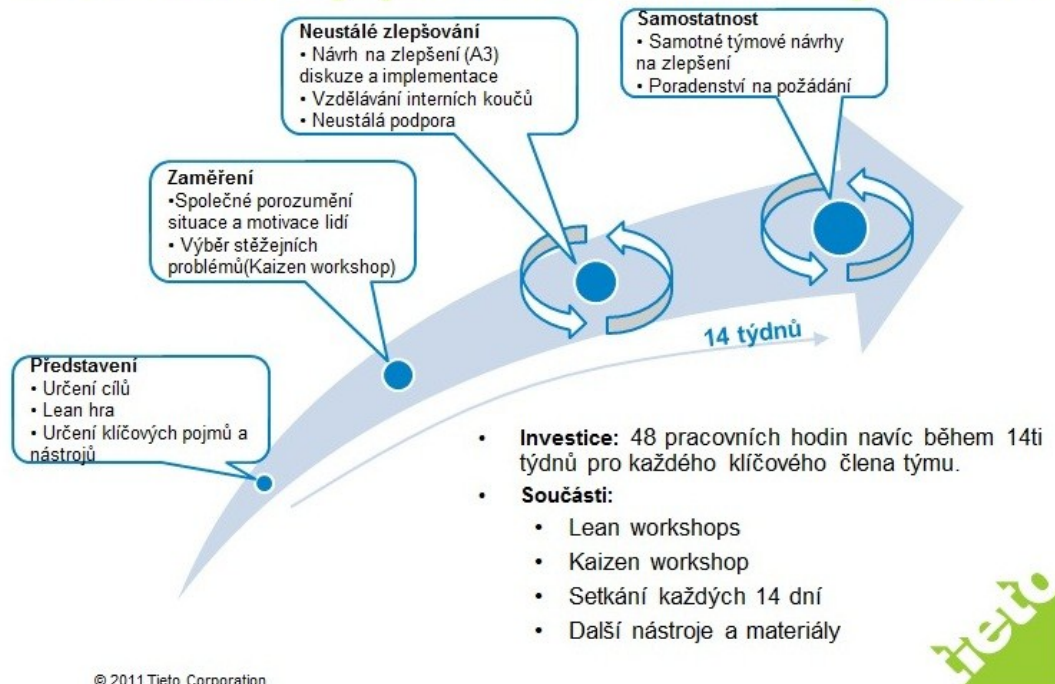 Neustálé zlepšování
• Návrh na zlepšení (A3)
diskuze a implementace
• Vzdělávání interních koučů
• Neustálá podpora
Samostatnost
• Samotné týmové návrhy
na zlepšení
• Poradenství na požádání
Zaměření
•Společné porozumění
situace a motivace lidí
• Výběr stěžejních
problémů(Kaizen workshop)
Představení
• Určení cílů
• Lean hra
• Určení klíčových pojmů a
nástrojů
14 týdnů
• Investice: 48 pracovních hodin navíc během 14ti
týdnů pro každého klíčového člena týmu.
• Součásti:
• Lean workshops
• Kaizen workshop
• Setkání každých 14 dní
• Další nástroje a materiály
tieto
© 2011 Tieto Corporation